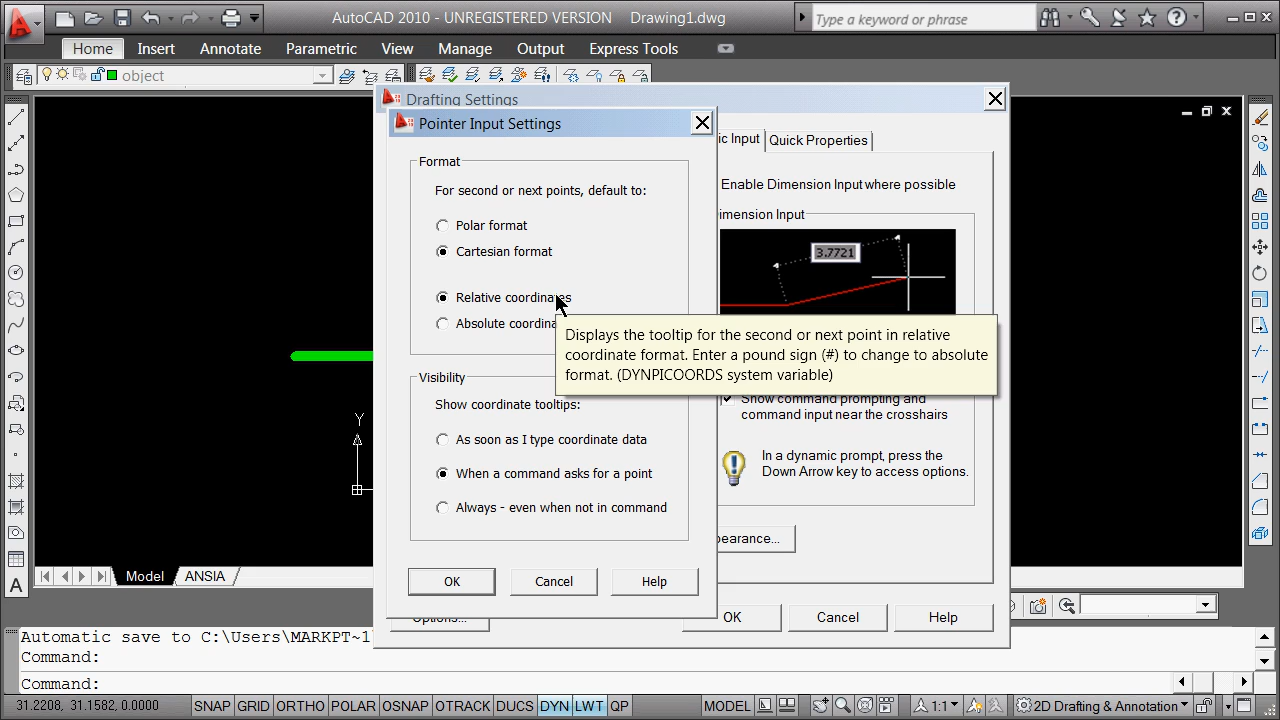 AutoCAD 2010 - UNREGISTERED VERSION Drawing1.dwg
Type a keyword or phrase
Home Insert Annotate Parametric View Manage Output Express Tools
object
Drafting Settings
Pointer Input Settings
Quick Properties
Format
For second or next points, default to:
Polar format
Cartesian format
Relative coordinates
Absolute coordina
Enable Dimension Input where possible
imension Input
3.7721
Displays the tooltip for the second or next point in relative
coordinate format. Enter a pound sign (#) to change to absolute
format. (DYNPICOORDS system variable)
Visibility
Show coordinate tooltips:
As soon as I type coordinate data
When a command asks for a point
Always - even when not in command
Show command prompting and
command input near the crosshairs
In a dynamic prompt, press the
Down Arrow key to access options.
pearance...
OK Cancel Help
Options...
OK Cancel Help
Y
A
Model ANSIA
Automatic save to C:\Users\MARKPT~1
Command:
Command:
31.2208, 31.1582, 0.0000 SNAP GRID ORTHO POLAR OSNAP OTRACK DUCS DYN LWT QP MODEL 1:1 2D Drafting & Annotation